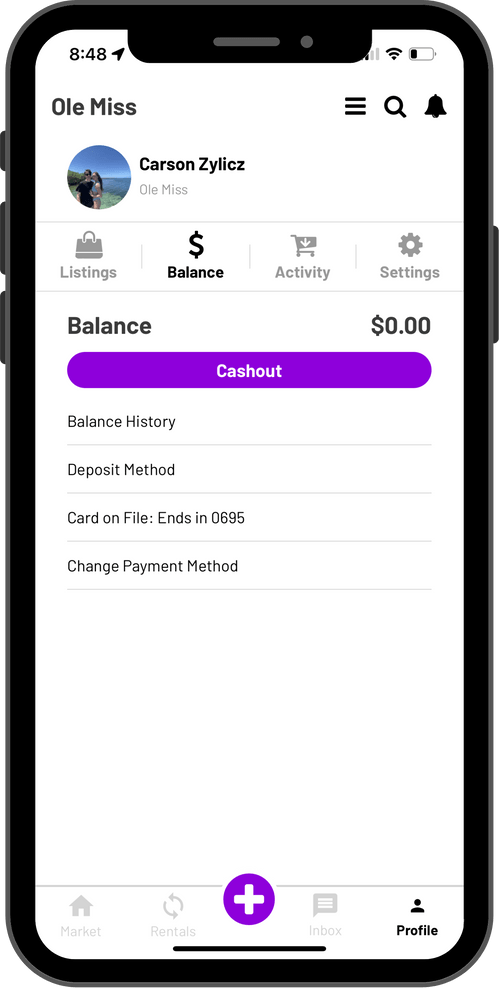 8:48
Ole Miss
Carson Zylicz
Ole Miss
Listings
Balance
Activity
Settings
Balance $0.00
Cashout
Balance History
Deposit Method
Card on File: Ends in 0695
Change Payment Method
Market
Rentals
Inbox
Profile